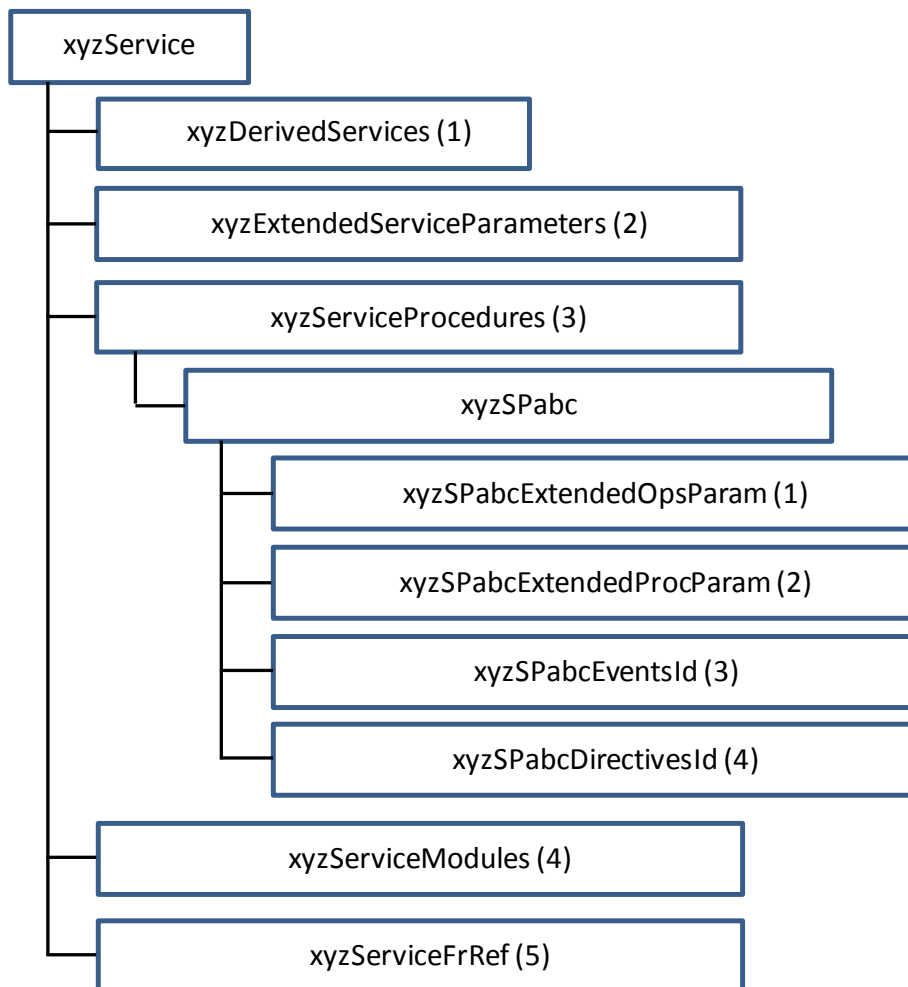 xyzService
xyzDerivedServices (1)
xyzExtendedServiceParameters (2)
xyzServiceProcedures (3)
xyzSPabc
xyzSPabcExtendedOpsParam (1)
xyzSPabcExtendedProcParam (2)
xyzSPabcEventsId (3)
xyzSPabcDirectivesId (4)
xyzServiceModules (4)
xyzServiceFrRef (5)